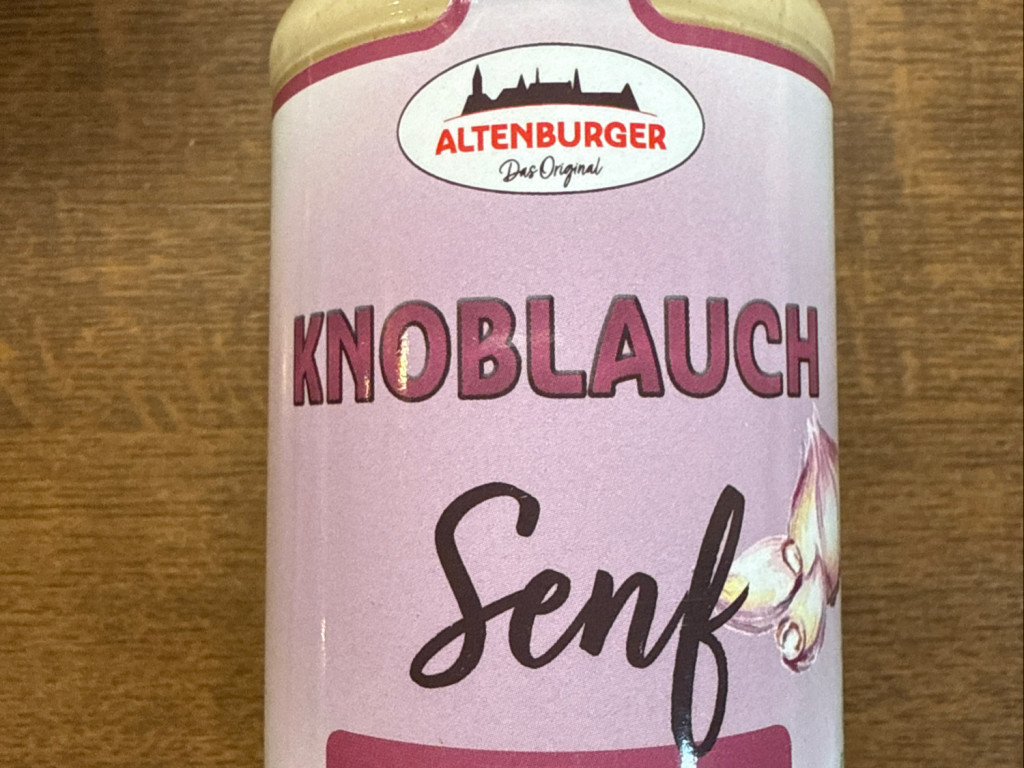 ALTENBURGER
Das Original
KNOBLAUCH
Senf